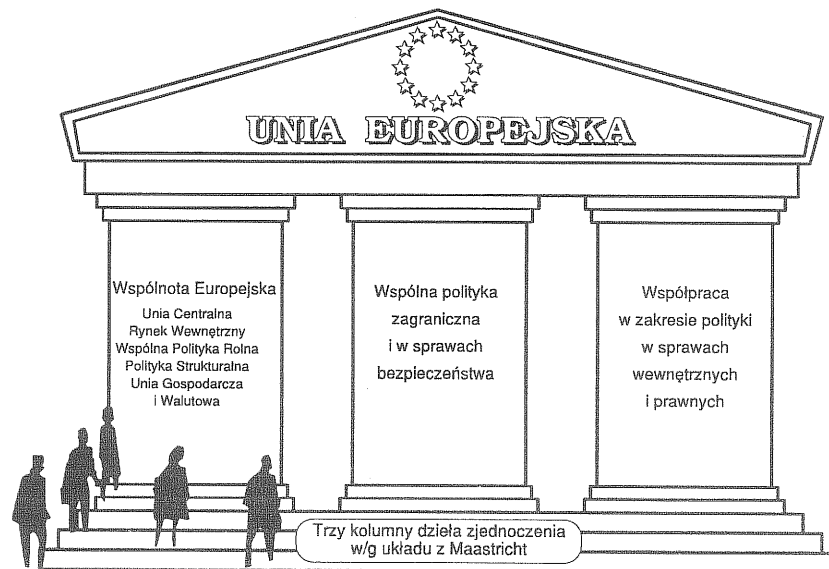 UNIA EUROPEJSKA
Wspólnota Europejska
Unia Centralna
Rynek Wewnętrzny
Wspólna Polityka Rolna
Polityka Strukturalna
Unia Gospodarcza
i Walutowa
Wspólna polityka
zagraniczna
i w sprawach
bezpieczeństwa
Współpraca
w zakresie polityki
w sprawach
wewnętrznych
i prawnych
Trzy kolumny dzieła zjednoczenia
w/g układu z Maastricht